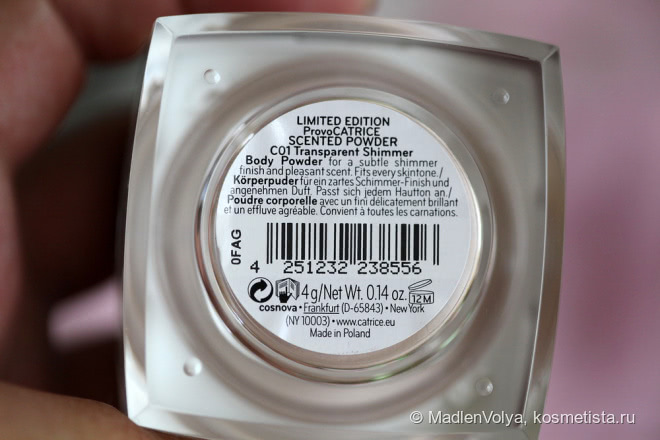 LIMITED EDITION
ProvoCATRICE
SCENTED POWDER
C01 Transparent Shimmer
Body Powder for a subtle shimmer
finish and pleasant scent. Fits every skintone./
Körperpuder für ein zartes Schimmer-Finish und
angenehmen Duft. Passt sich jedem Hautton an./
Poudre corporelle avec un fini délicatement brillant
et un effluve agréable. Convient à toutes les carnations.
0FAG
4 251232 238556
4g/Net Wt. 0.14 oz. 12M
cosnova • Frankfurt (D-65843) • New York
(NY 10003) • www.catrice.eu
Made in Poland
© MadlenVolya, kosmetista.ru